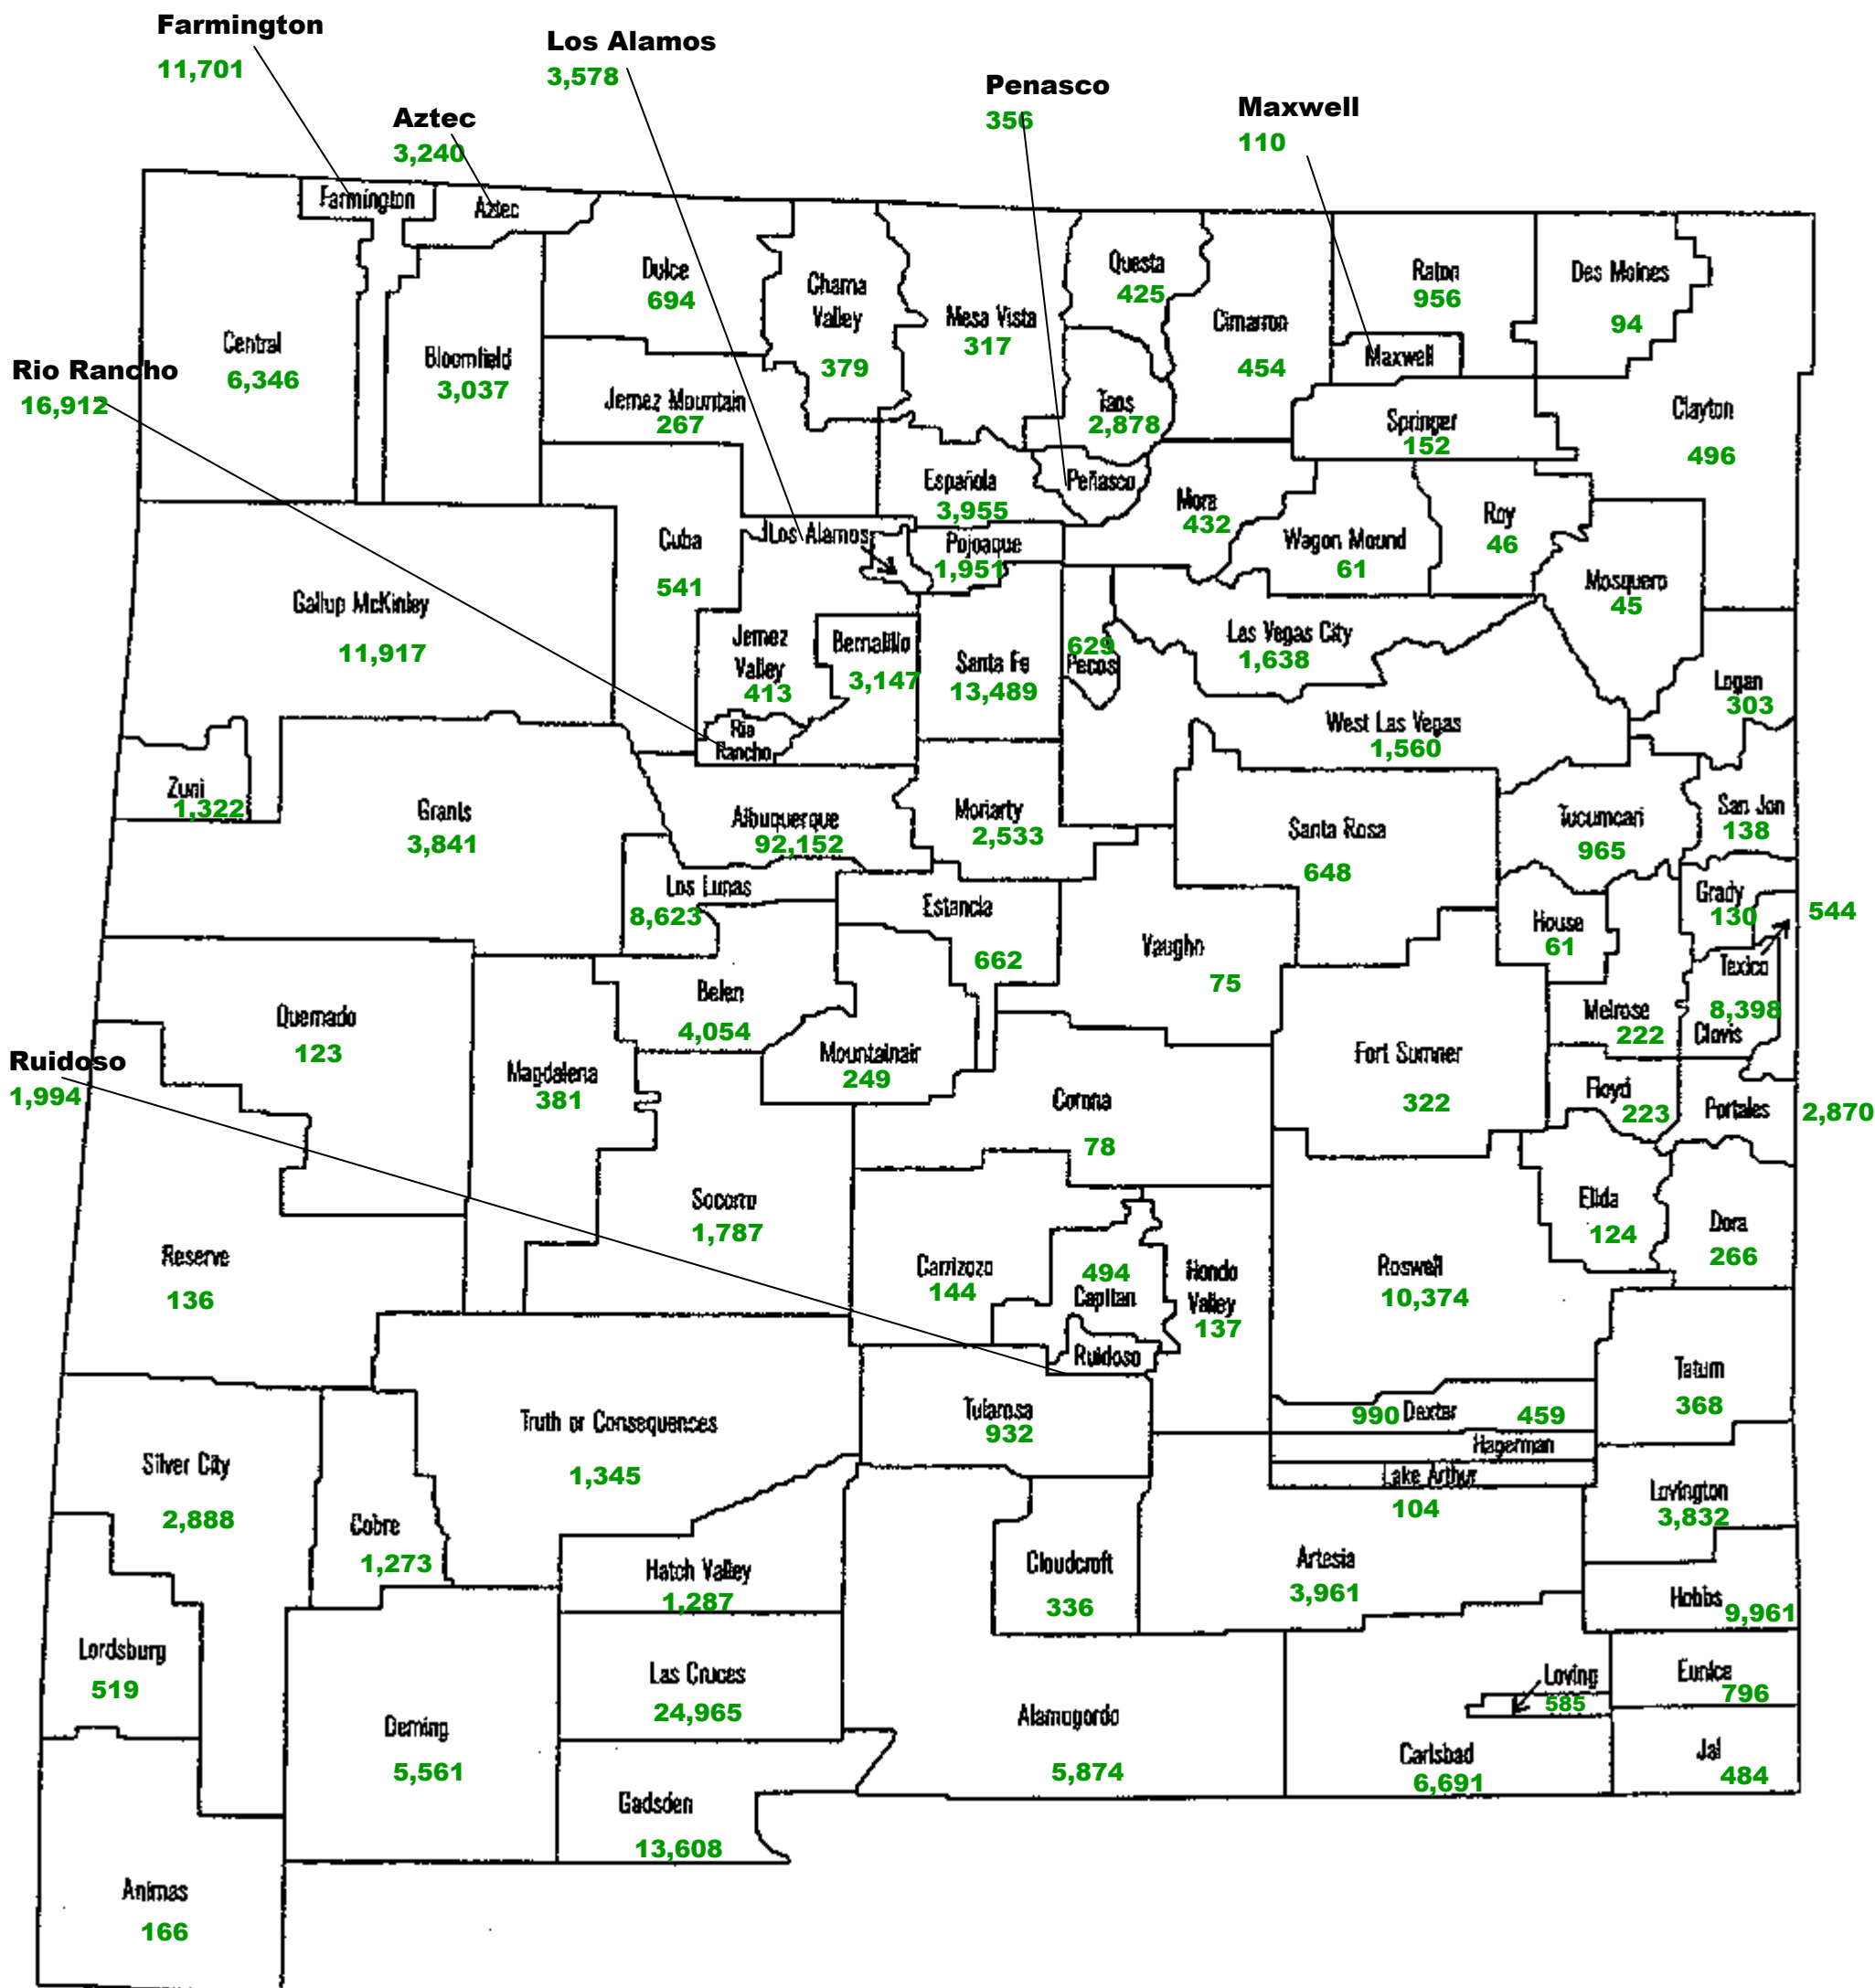 Farmington
11,701
Los Alamos
3,578
Penasco
356
Maxwell
110
Aztec
3,240
Farmington
Aztec
Dulce
694
Chama
Valley
379
Mesa Vista
317
Questa
425
Cimarron
454
Raton
956
Des Moines
94
Central
6,346
Bloomfield
3,037
Rio Rancho
16,912
Jemez Mountain
267
Taos
2,878
Maxwell
Springer
152
Clayton
496
Española
3,955
Peñasco
Mora
432
Wagon Mound
61
Roy
46
Mosquero
45
Cuba
541
Los Alamos
Pojoaque
1,951
Gallup McKinley
11,917
Jemez
Valley
413
Bernalillo
3,147
Santa Fe
13,489
629
Pecos
Las Vegas City
1,638
Logan
303
Rio
Rancho
West Las Vegas
1,560
Zuni
1,322
Grants
3,841
Albuquerque
92,152
Moriarty
2,533
Santa Rosa
648
Tucumcari
965
San Jon
138
Los Lunas
8,623
Estancia
662
Vaughn
75
House
61
Grady
130
544
Texico
Quemado
123
Belen
4,054
Melrose
222
8,398
Clovis
Ruidoso
1,994
Magdalena
381
Mountainair
249
Fort Sumner
322
Corona
78
Floyd
223
Portales
2,870
Socorro
1,787
Elida
124
Dora
266
Reserve
136
Carrizozo
144
494
Capitan
Hondo
Valley
137
Roswell
10,374
Ruidoso
Tatum
368
Truth or Consequences
1,345
Tularosa
932
990
Dexter
459
Hagerman
Lake Arthur
104
Silver City
2,888
Cobre
1,273
Lovington
3,832
Hatch Valley
1,287
Cloudcroft
336
Artesia
3,961
Hobbs
9,961
Lordsburg
519
Las Cruces
24,965
Loving
585
Eunice
796
Deming
5,561
Alamogordo
5,874
Carlsbad
6,691
Jal
484
Gadsden
13,608
Animas
166